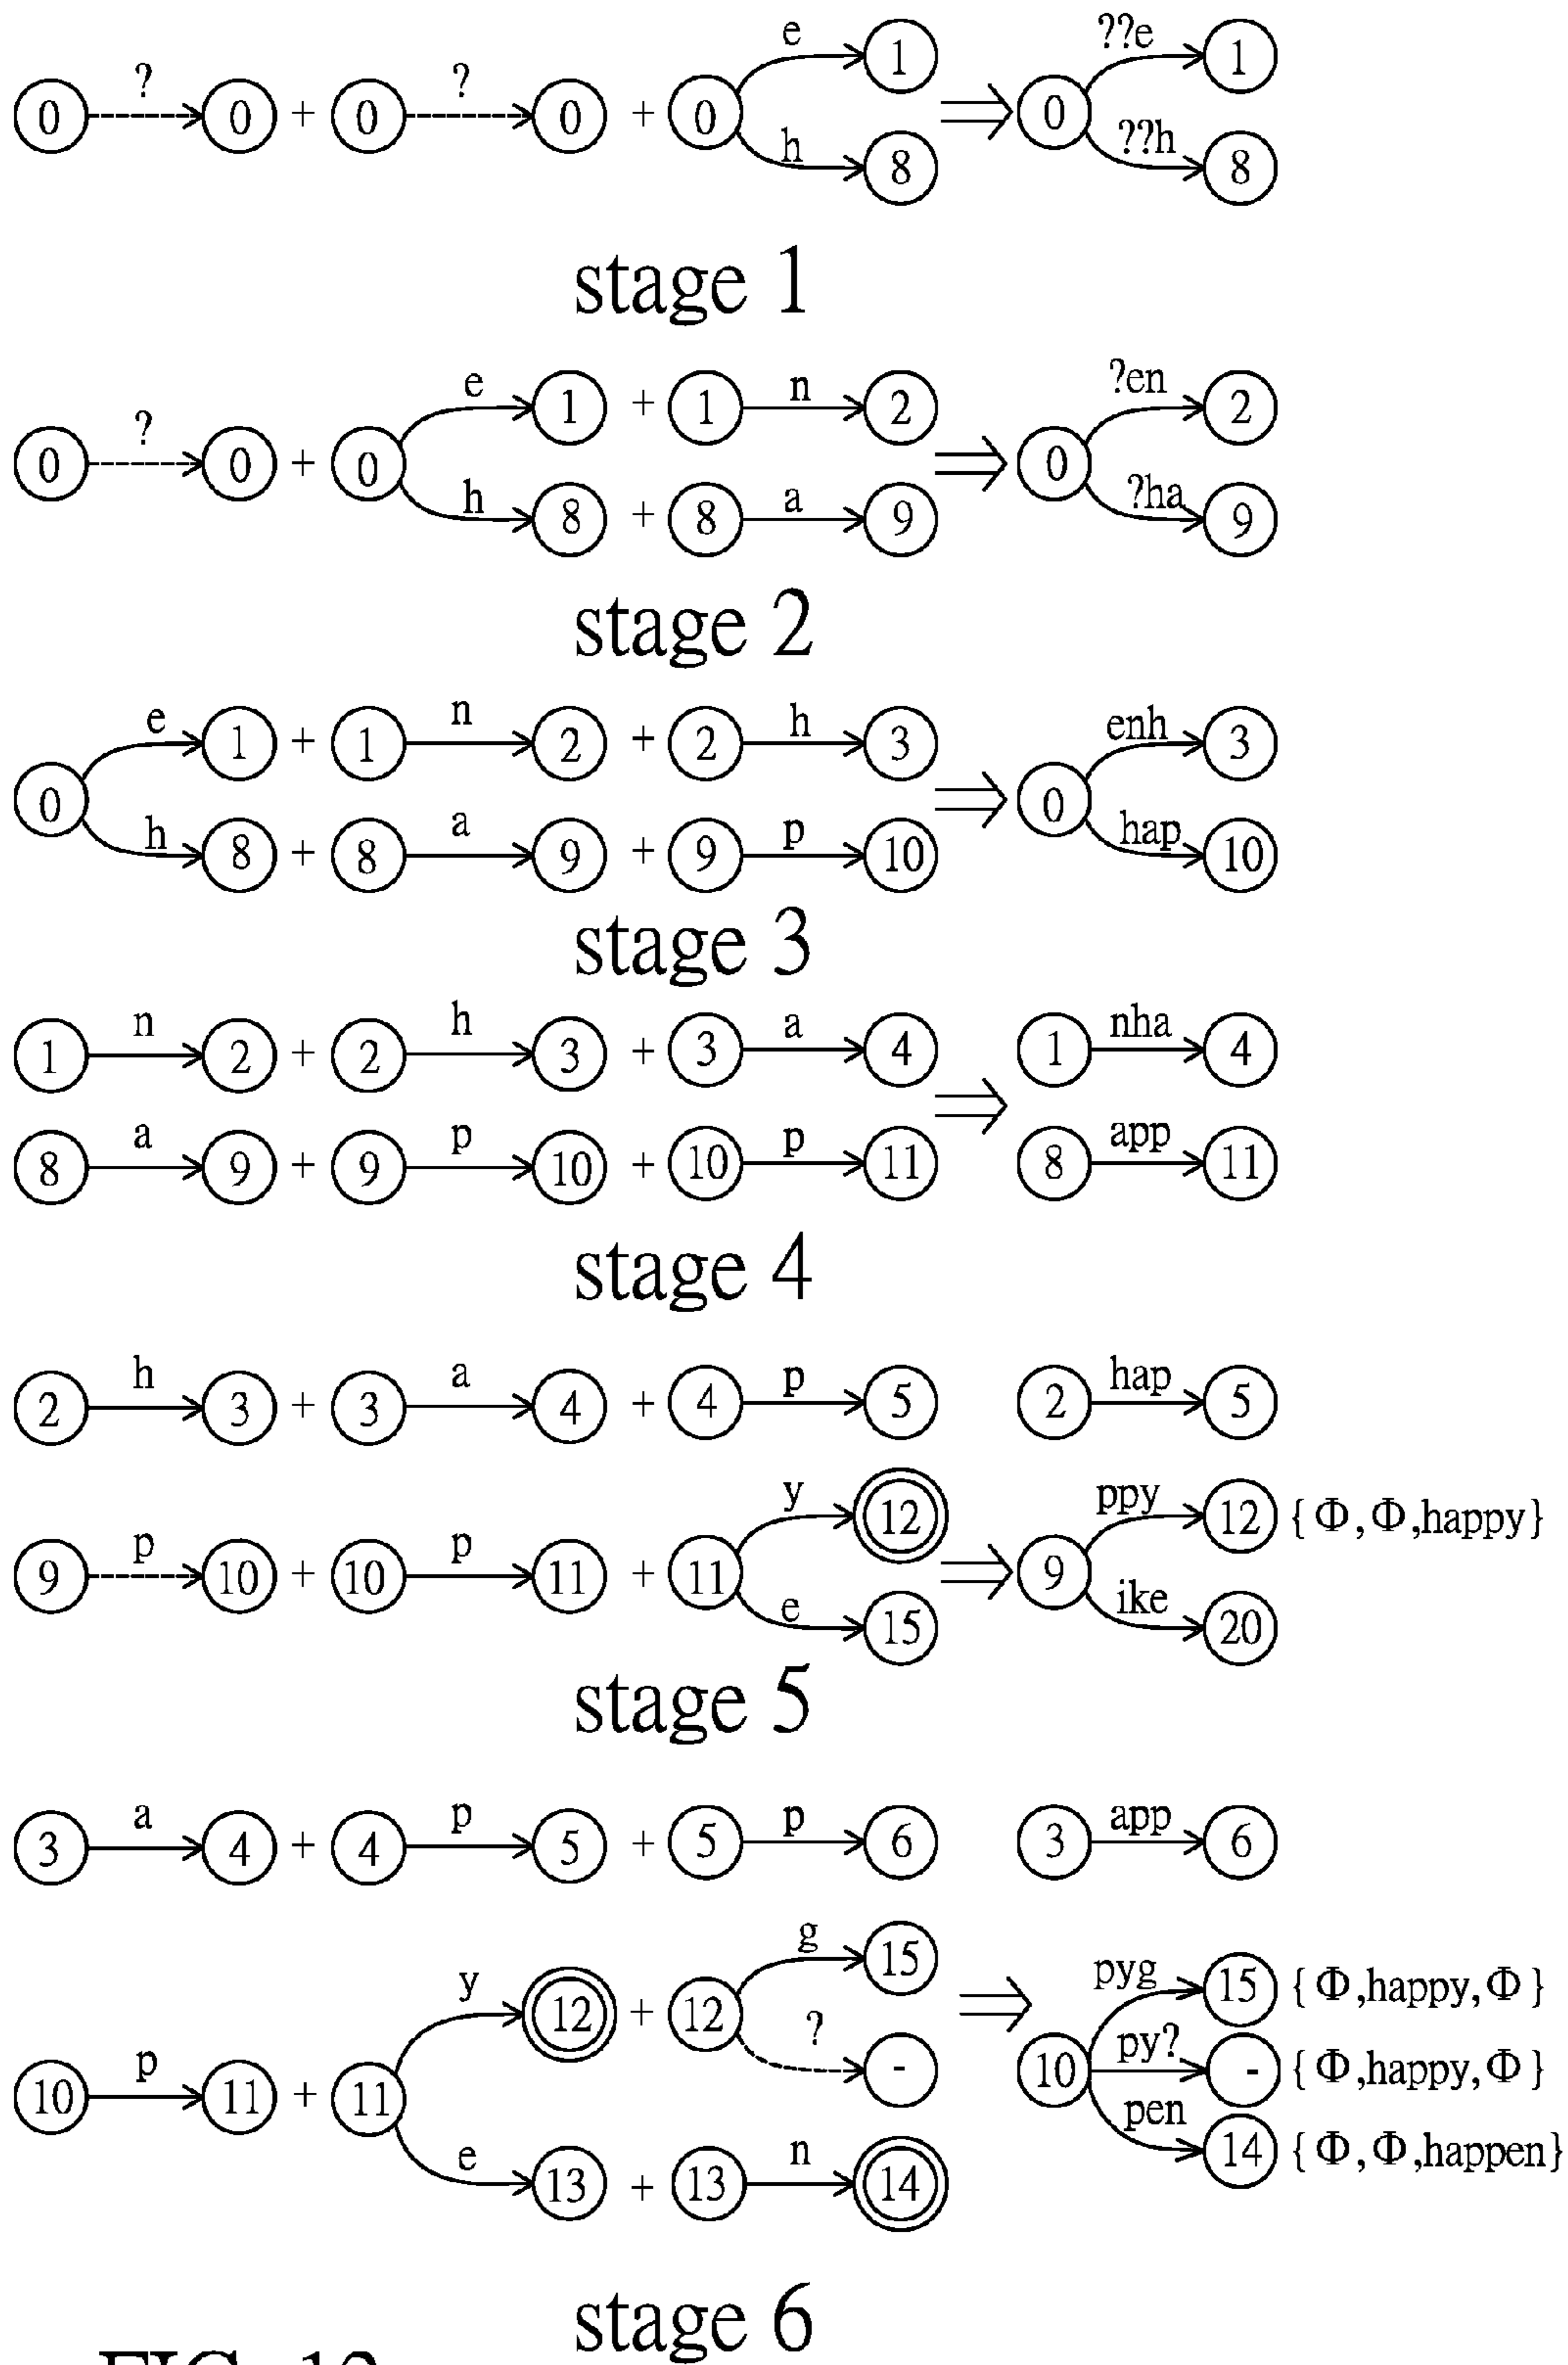 ? ? e ??e
0 0 + 0 0 + 0 1 ⇒ 0 1
h 8 ??h 8
stage 1
? e n ?en
0 0 + 0 1 + 1 2 ⇒ 0 2
h 8 + 8 a 9 ?ha 9
stage 2
e n h enh
0 1 + 1 2 + 2 3 ⇒ 0 3
h 8 + 8 a 9 + 9 p 10 hap 10
stage 3
n h a nha
1 2 + 2 3 + 3 4 ⇒ 1 4
a p p app
8 9 + 9 10 + 10 11 8 11
stage 4
h a p hap
2 3 + 3 4 + 4 5 2 5
y 12 ppy 12 {Φ,Φ,happy}
p p
9 10 + 10 11 + 11 ⇒ 9
e 15 ike 20
stage 5
a p p app
3 4 + 4 5 + 5 6 3 6
g 15 pyg 15 {Φ,happy,Φ}
y 12 + 12 ⇒
? - py? - {Φ,happy,Φ}
p
10 11 + 11 10
e 13 + 13 n 14 pen 14 {Φ,Φ,happen}
stage 6